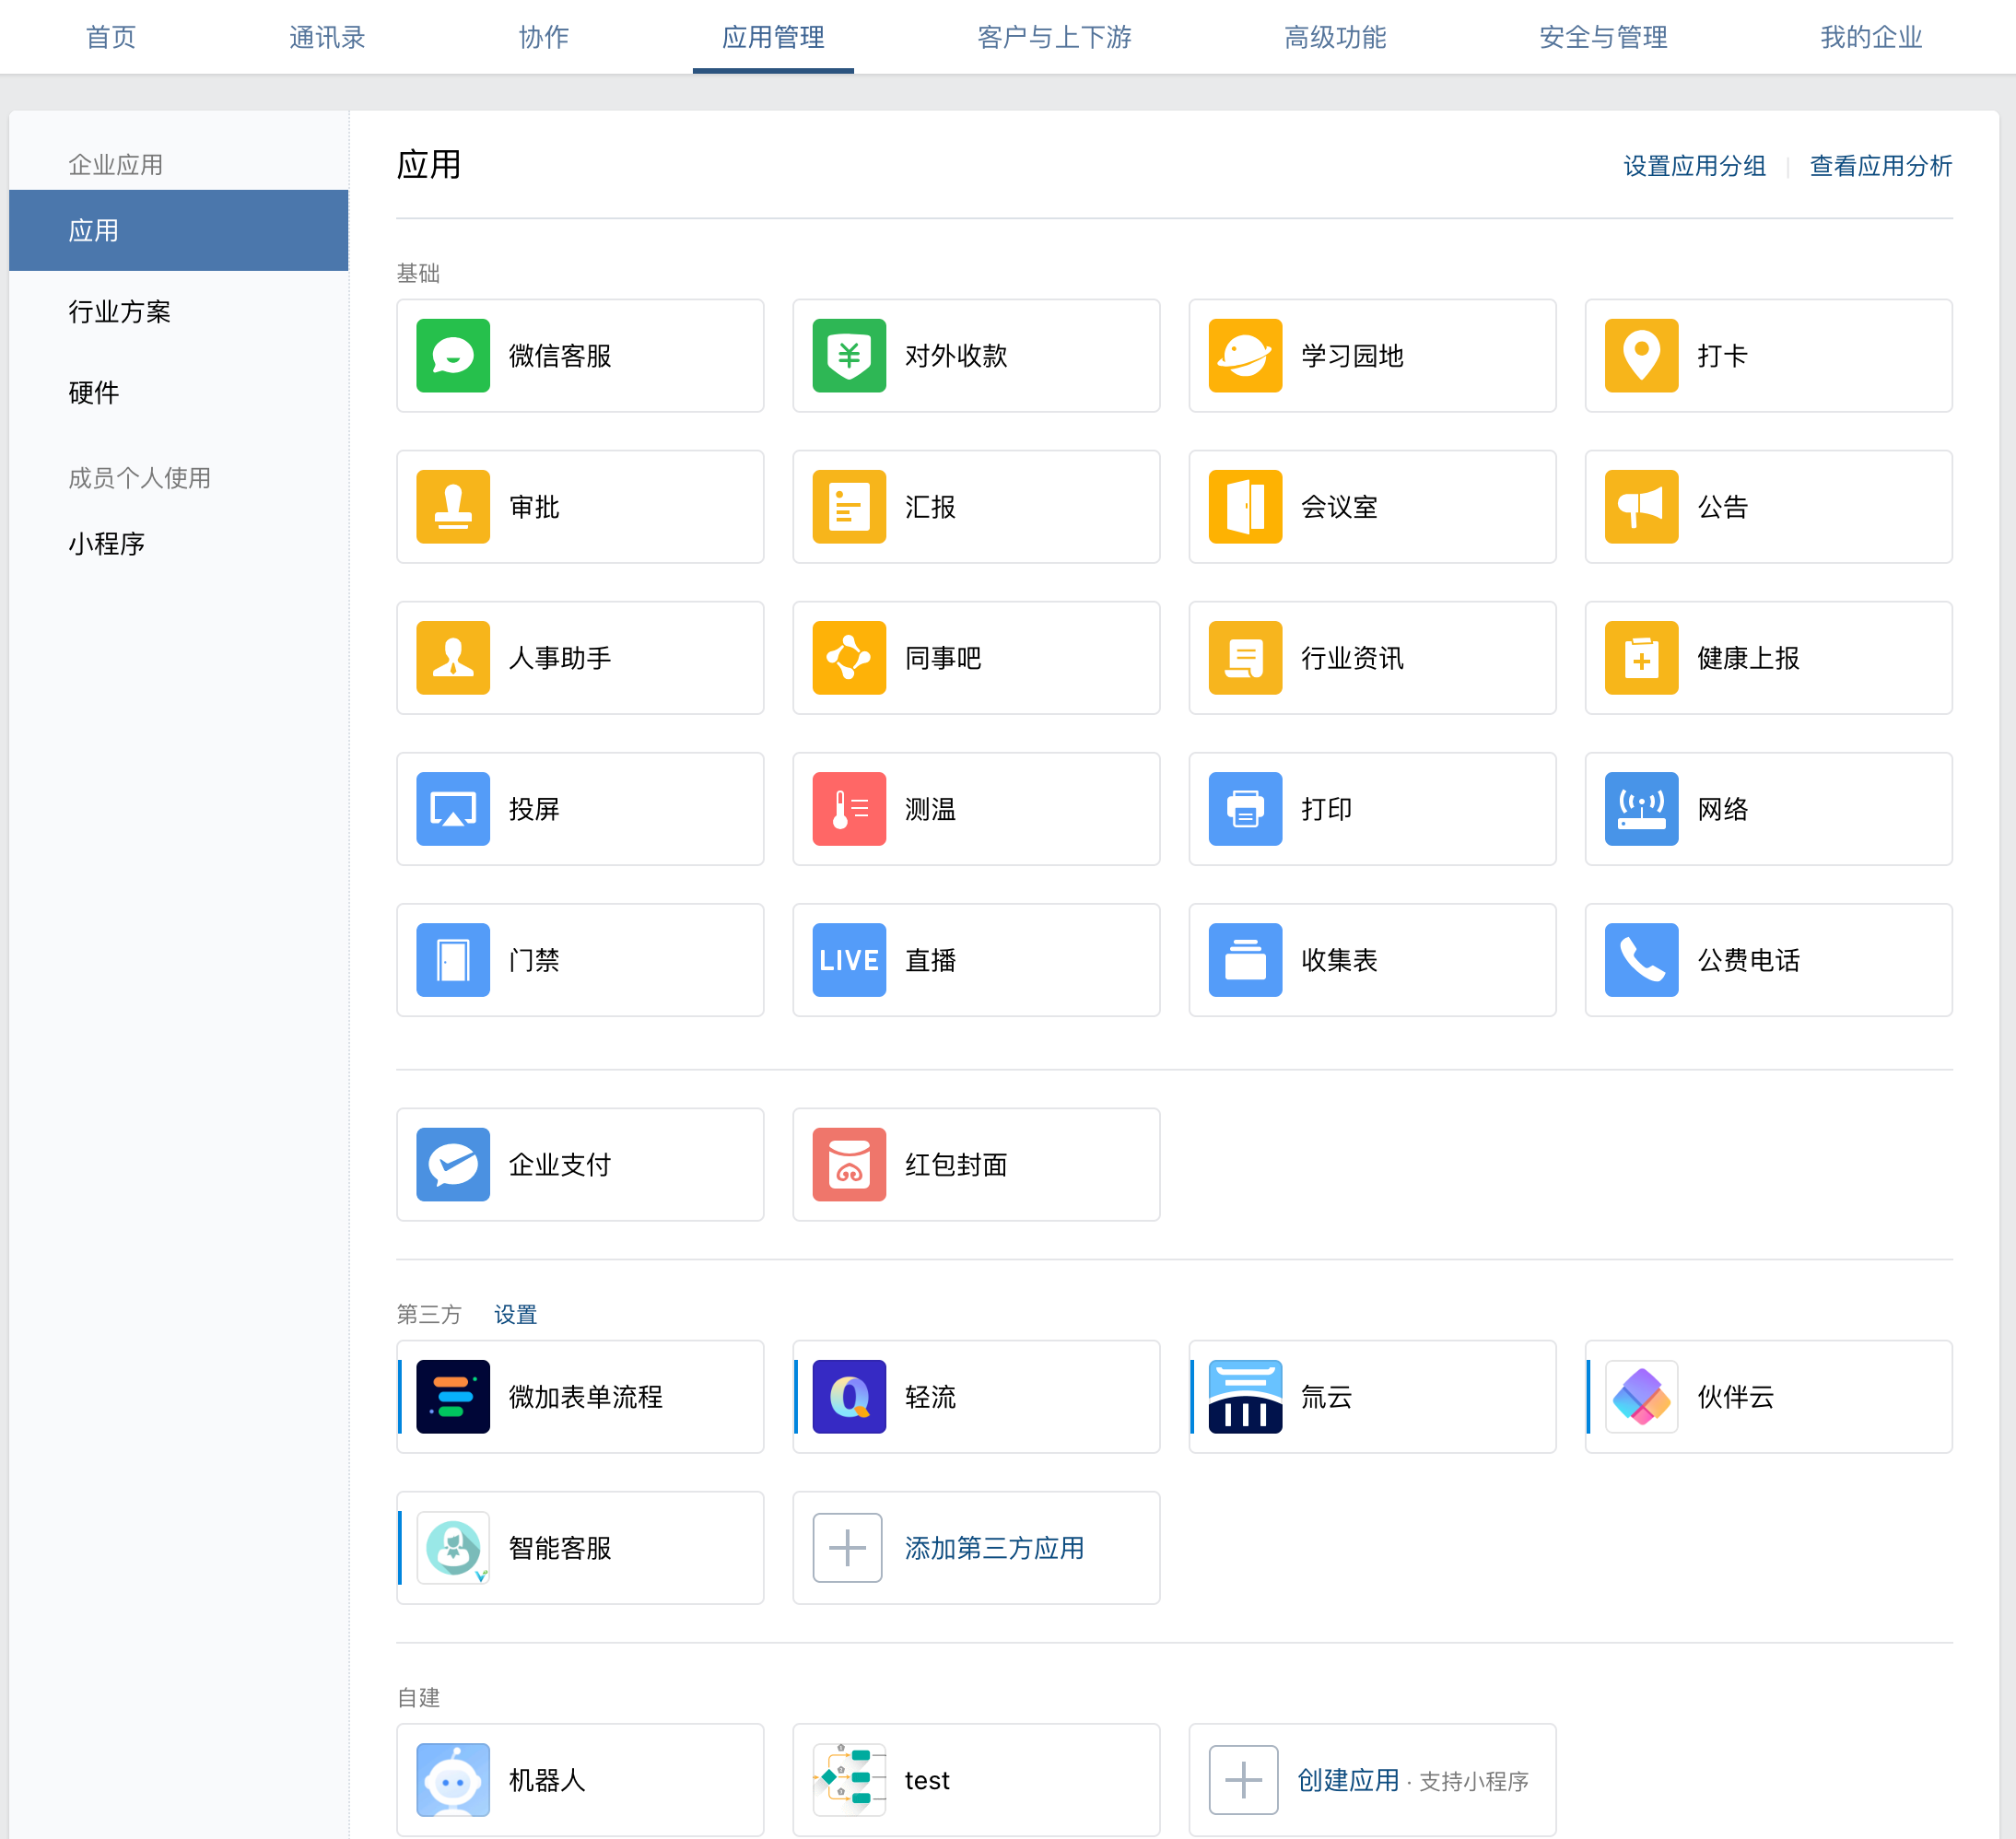 首页 通讯录 协作 应用管理 客户与上下游 高级功能 安全与管理 我的企业
企业应用
应用
行业方案
硬件
成员个人使用
小程序
应用 设置应用分组 查看应用分析
基础
微信客服 对外收款 学习园地 打卡
审批 汇报 会议室 公告
人事助手 同事吧 行业资讯 健康上报
投屏 测温 打印 网络
门禁 LIVE 直播 收集表 公费电话
企业支付 红包封面
第三方 设置
微加表单流程 轻流 氚云 伙伴云
智能客服 添加第三方应用
自建
机器人 test 创建应用 · 支持小程序